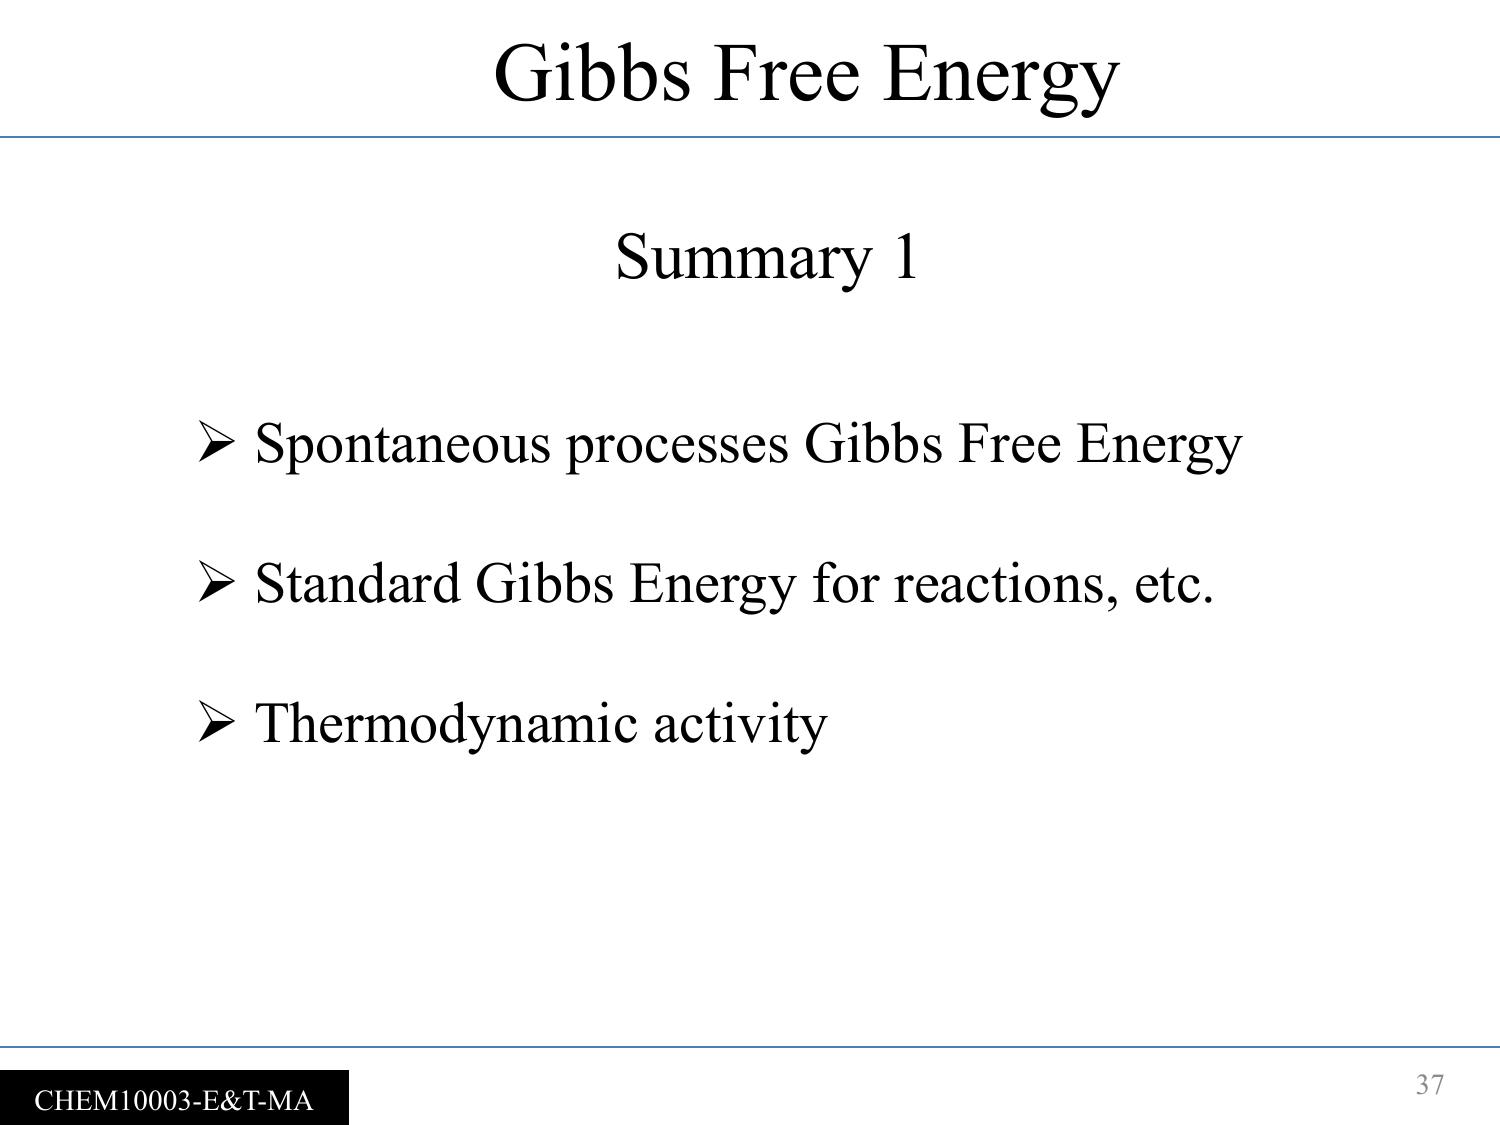 Gibbs Free Energy
Summary 1
➢ Spontaneous processes Gibbs Free Energy
➢ Standard Gibbs Energy for reactions, etc.
➢ Thermodynamic activity
CHEM10003-E&T-MA
37